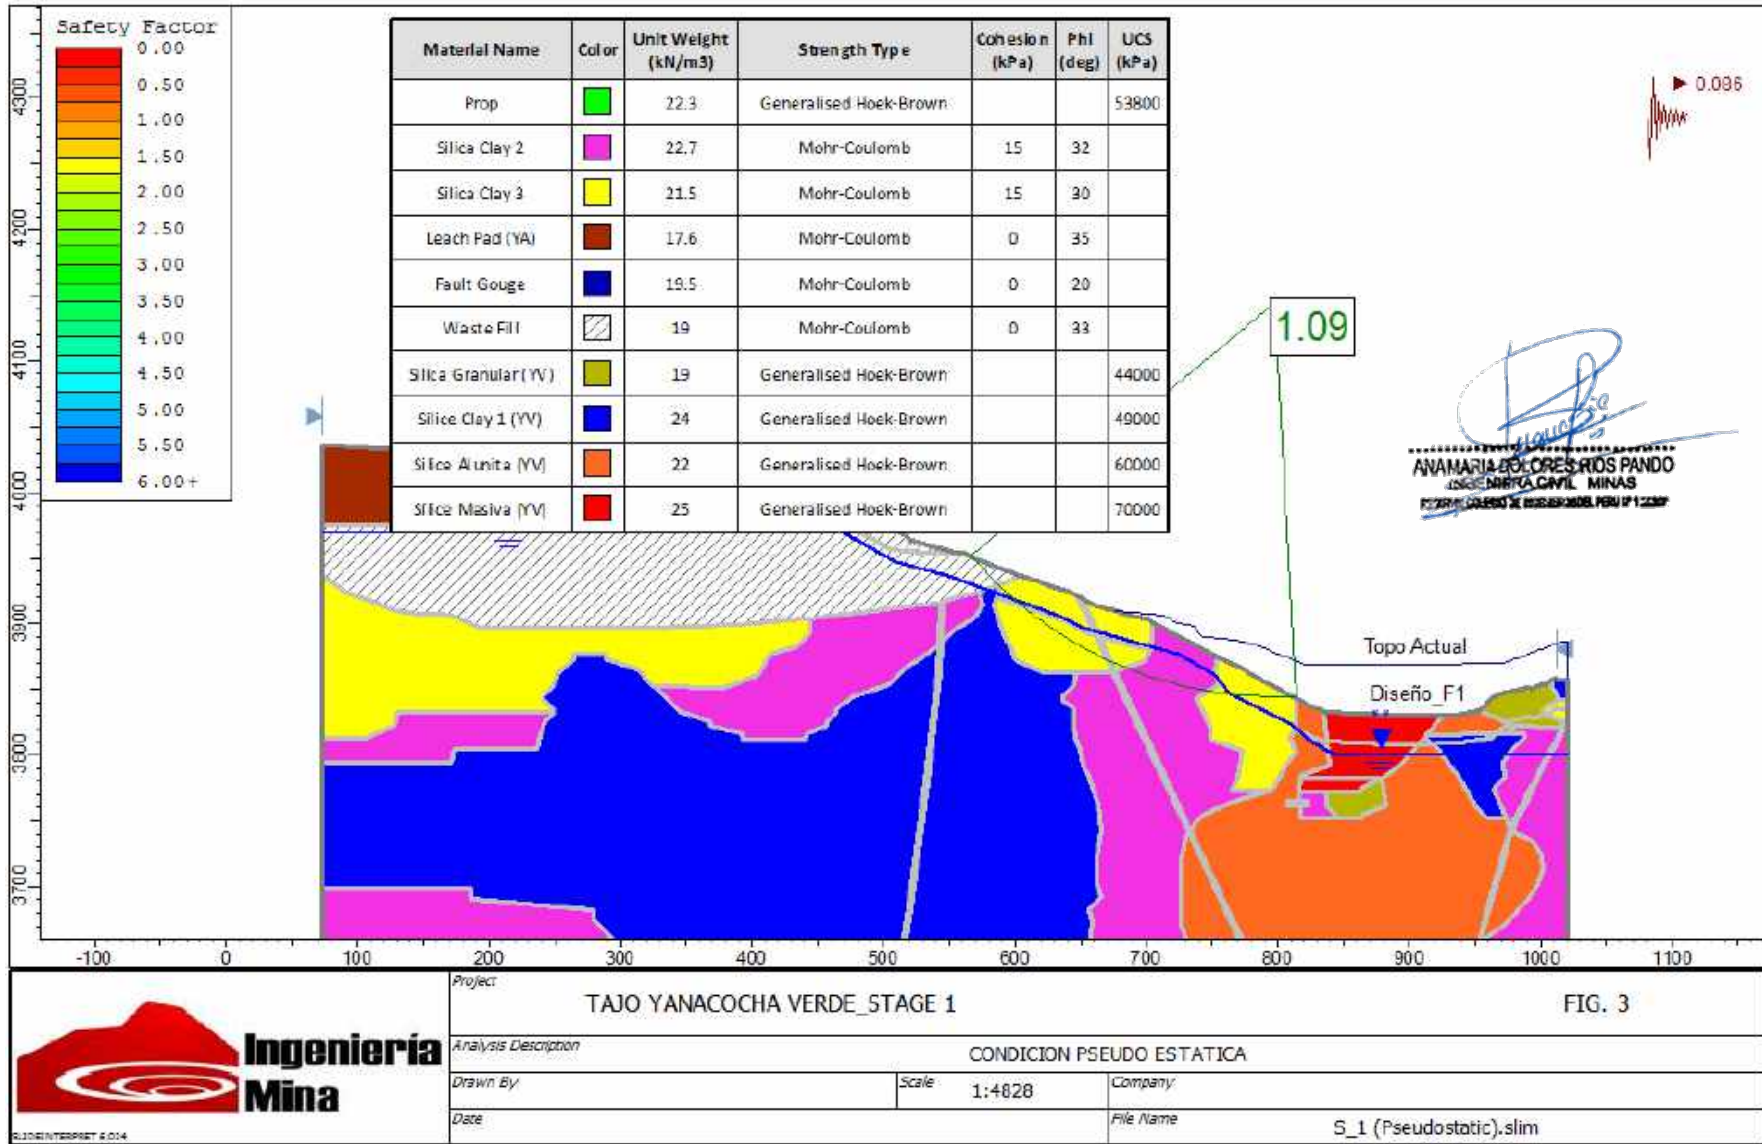 Safety Factor
0.00
0.50
1.00
1.50
2.00
2.50
3.00
3.50
4.00
4.50
5.00
5.50
6.00+
Material Name Color Unit Weight (kN/m3) Strength Type Cohesion (kPa) Phi (deg) UCS (kPa)
Prop 22.3 Generalised Hoek-Brown 53800
Silica Clay 2 22.7 Mohr-Coulomb 15 32
Silica Clay 3 21.5 Mohr-Coulomb 15 30
Leach Pad (YA) 17.6 Mohr-Coulomb 0 35
Fault Gouge 19.5 Mohr-Coulomb 0 20
Waste Fill 19 Mohr-Coulomb 0 33
Silica Granular (YV) 19 Generalised Hoek-Brown 44000
Silice Clay 1 (YV) 24 Generalised Hoek-Brown 49000
Silice Alunita (YV) 22 Generalised Hoek-Brown 60000
Silice Masiva (YV) 25 Generalised Hoek-Brown 70000
0.086
1.09
ANAMARIA DOLORES RIOS PANDO
INGENIERA CIVIL MINAS
Topo Actual
Diseño_F1
4300
4200
4100
4000
3900
3800
3700
-100 0 100 200 300 400 500 600 700 800 900 1000 1100
Ingeniería
Mina
SLIDEINTERPRET 6.014
Project
TAJO YANACOCHA VERDE_STAGE 1
FIG. 3
Analysis Description
CONDICION PSEUDO ESTATICA
Drawn By
Scale 1:4828
Company
Date
File Name S_1 (Pseudostatic).slim